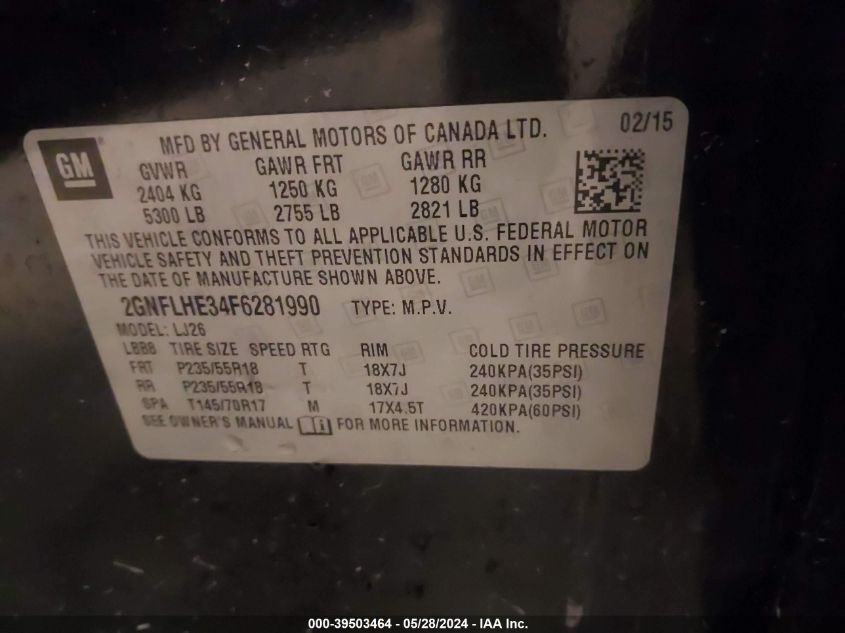 GM
MFD BY GENERAL MOTORS OF CANADA LTD. 02/15
GVWR GAWR FRT GAWR RR
2404 KG 1250 KG 1280 KG
5300 LB 2755 LB 2821 LB
THIS VEHICLE CONFORMS TO ALL APPLICABLE U.S. FEDERAL MOTOR
VEHICLE SAFETY AND THEFT PREVENTION STANDARDS IN EFFECT ON
THE DATE OF MANUFACTURE SHOWN ABOVE.
2GNFLHE34F6281990 TYPE: M.P.V.
MODEL: LJ26
LBBB TIRE SIZE SPEED RTG RIM COLD TIRE PRESSURE
FRT P235/55R18 T 18X7J 240KPA(35PSI)
RR P235/55R18 T 18X7J 240KPA(35PSI)
SPA T145/70R17 M 17X4.5T 420KPA(60PSI)
SEE OWNER'S MANUAL FOR MORE INFORMATION.
000-39503464 - 05/28/2024 - IAA Inc.